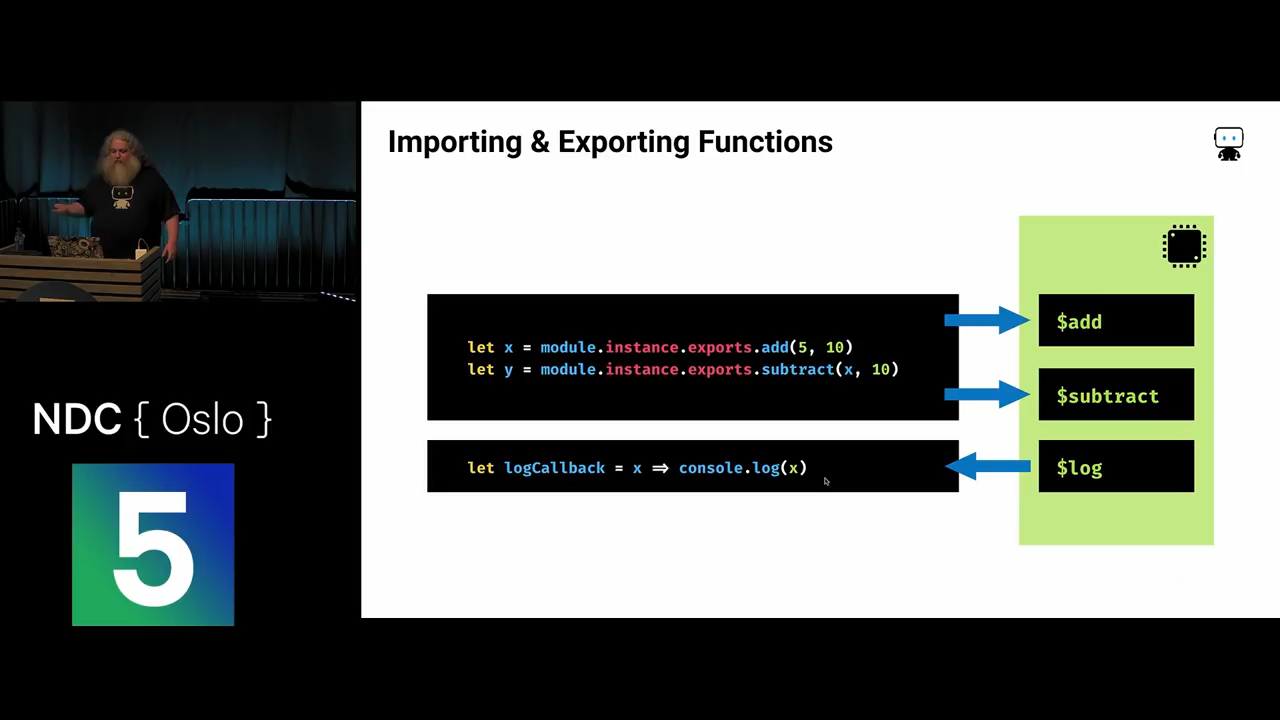 Importing & Exporting Functions
$add
let x = module.instance.exports.add(5, 10)
let y = module.instance.exports.subtract(x, 10)
$subtract
let logCallback = x => console.log(x)
$log
NDC { Oslo }
5